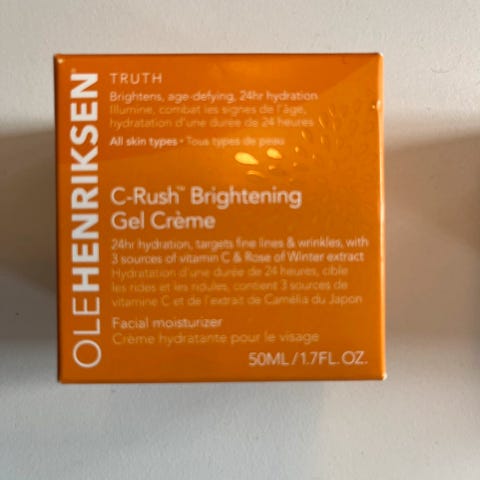 OLEHENRIKSEN
TRUTH
Brightens, age-defying, 24hr hydration
Illumine, combat les signes de l'âge,
hydratation d'une durée de 24 heures
All skin types • Tous types de peau
C-Rush™ Brightening
Gel Crème
24hr hydration, targets fine lines & wrinkles, with
3 sources of vitamin C & Rose of Winter extract
Hydratation d'une durée de 24 heures, cible
les rides et les ridules, contient 3 sources de
vitamine C et de l'extrait de Camélia du Japon
Facial moisturizer
Crème hydratante pour le visage
50ML/1.7FL. OZ.